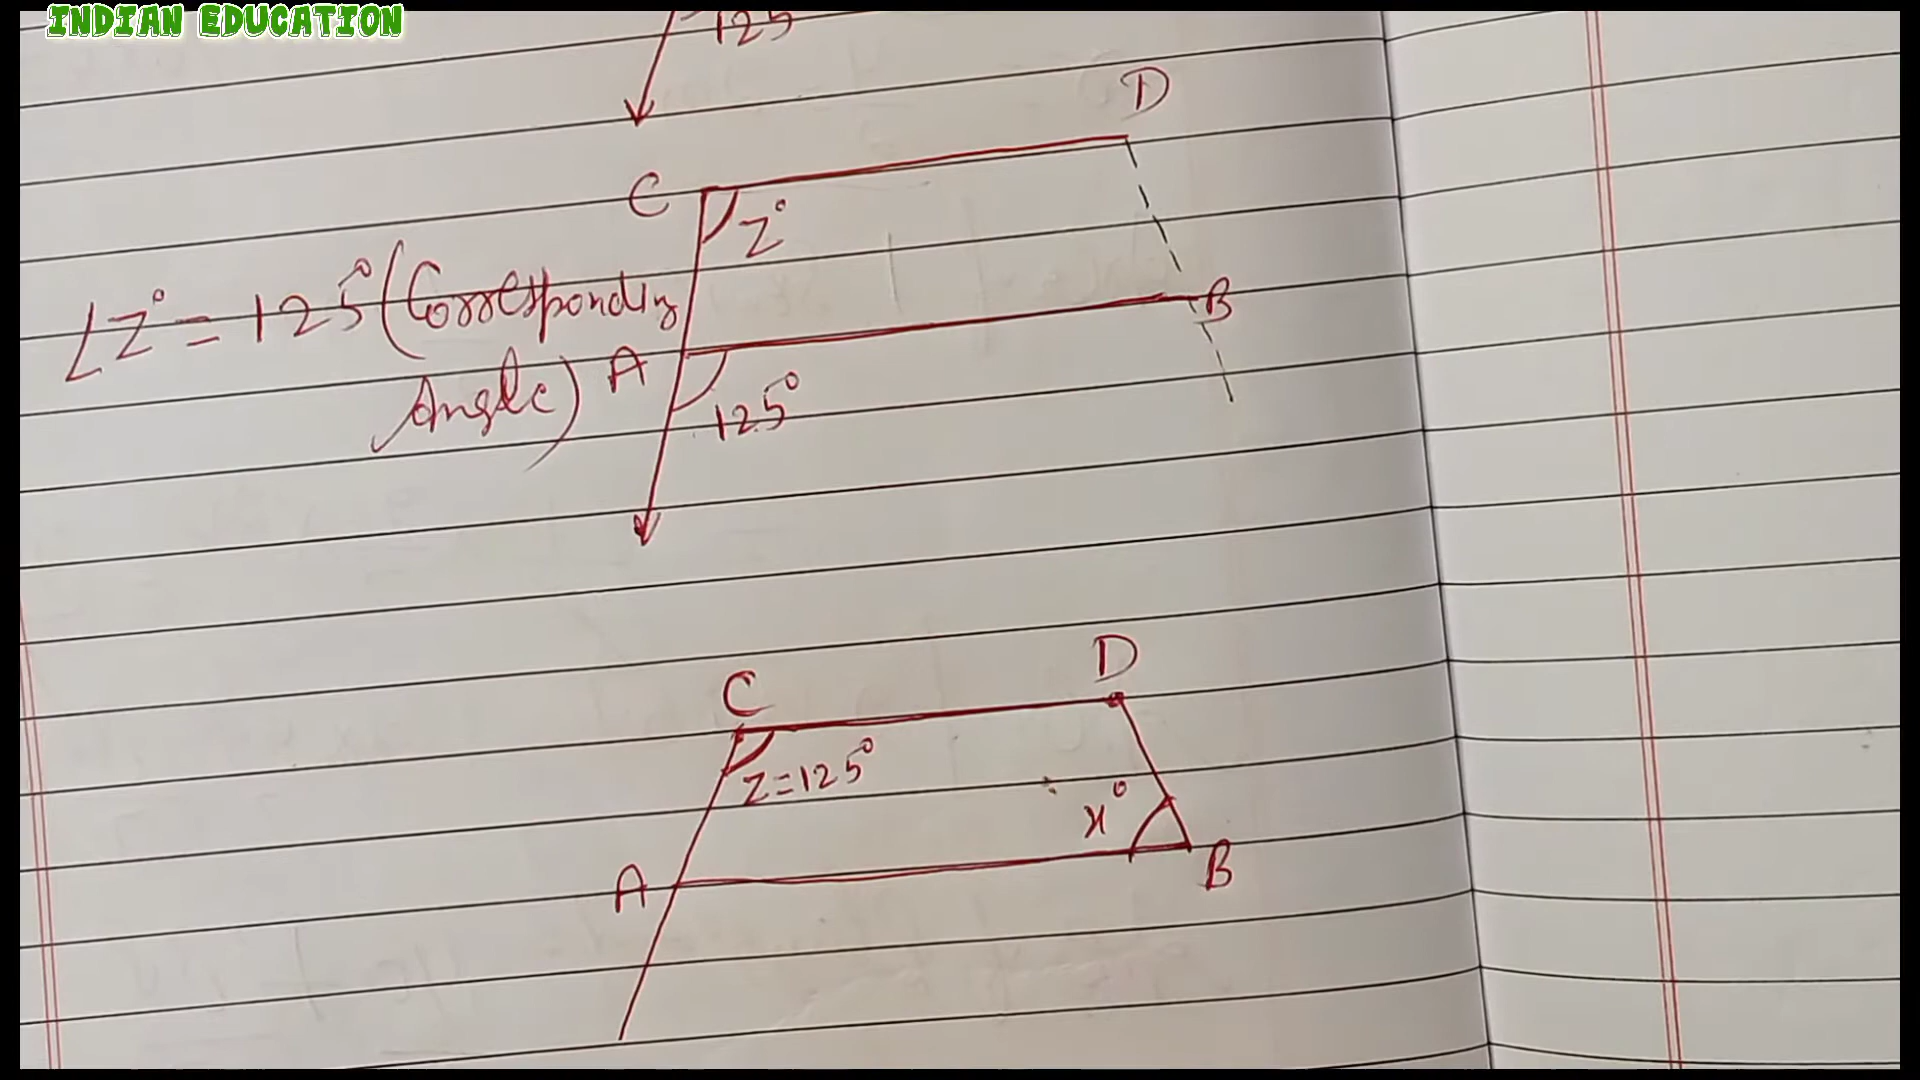 INDIAN EDUCATION
125
D
C
Z°
∠Z° = 125° (Corresponding
Angle)
A
B
125°
C
D
Z=125°
x°
A
B